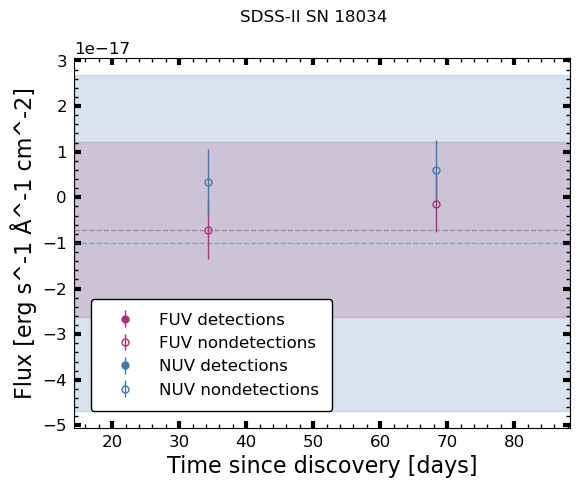 SDSS-II SN 18034
1e−17
3
2
1
0
−1
−2
−3
−4
−5
Flux [erg s^-1 Å^-1 cm^-2]
FUV detections
FUV nondetections
NUV detections
NUV nondetections
20 30 40 50 60 70 80
Time since discovery [days]